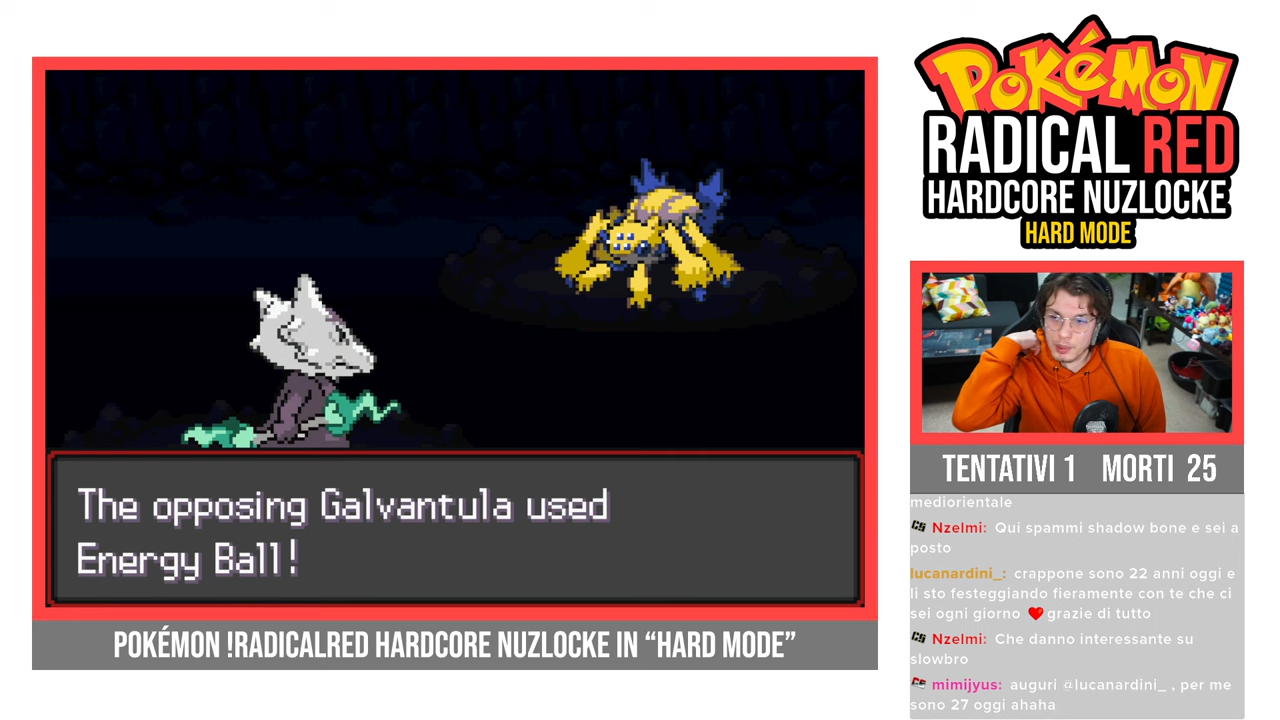 The opposing Galvantula used
Energy Ball!
POKÉMON !RADICALRED HARDCORE NUZLOCKE IN “HARD MODE”
POKéMON
RADICAL RED
HARDCORE NUZLOCKE
HARD MODE
TENTATIVI 1 MORTI 25
mediorientale
Nzelmi: Qui spammi shadow bone e sei a
posto
lucanardini_: crappone sono 22 anni oggi e
li sto festeggiando fieramente con te che ci
sei ogni giorno ❤️ grazie di tutto
Nzelmi: Che danno interessante su
slowbro
mimijyus: auguri @lucanardini_ , per me
sono 27 oggi ahaha